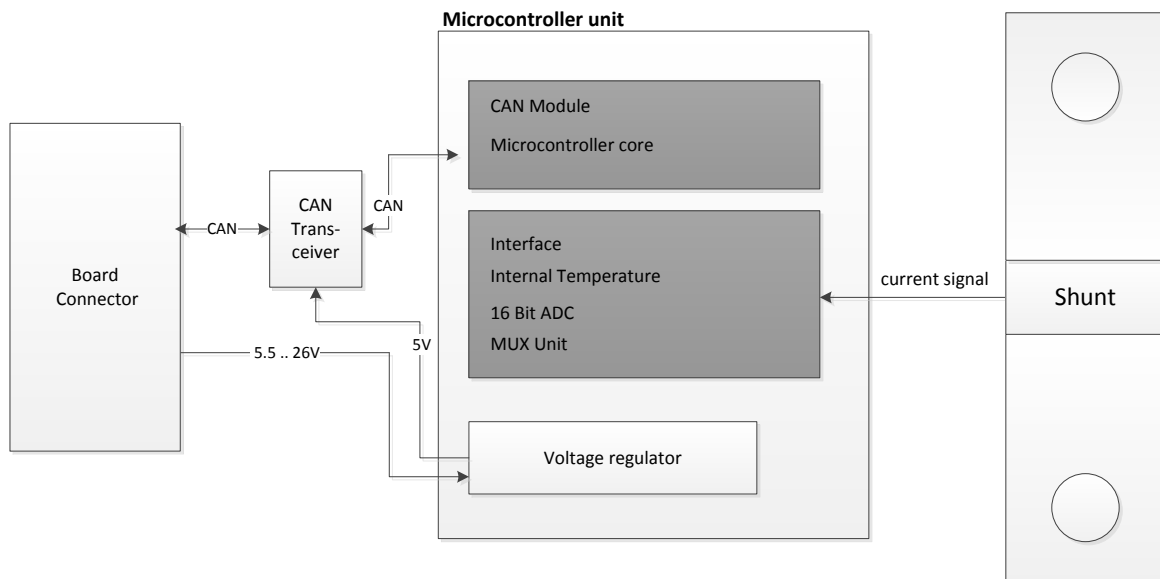 Microcontroller unit
CAN Module
Microcontroller core
CAN
Trans-
ceiver
CAN
CAN
Board
Connector
Interface
Internal Temperature
16 Bit ADC
MUX Unit
current signal
Shunt
5V
5.5 .. 26V
Voltage regulator